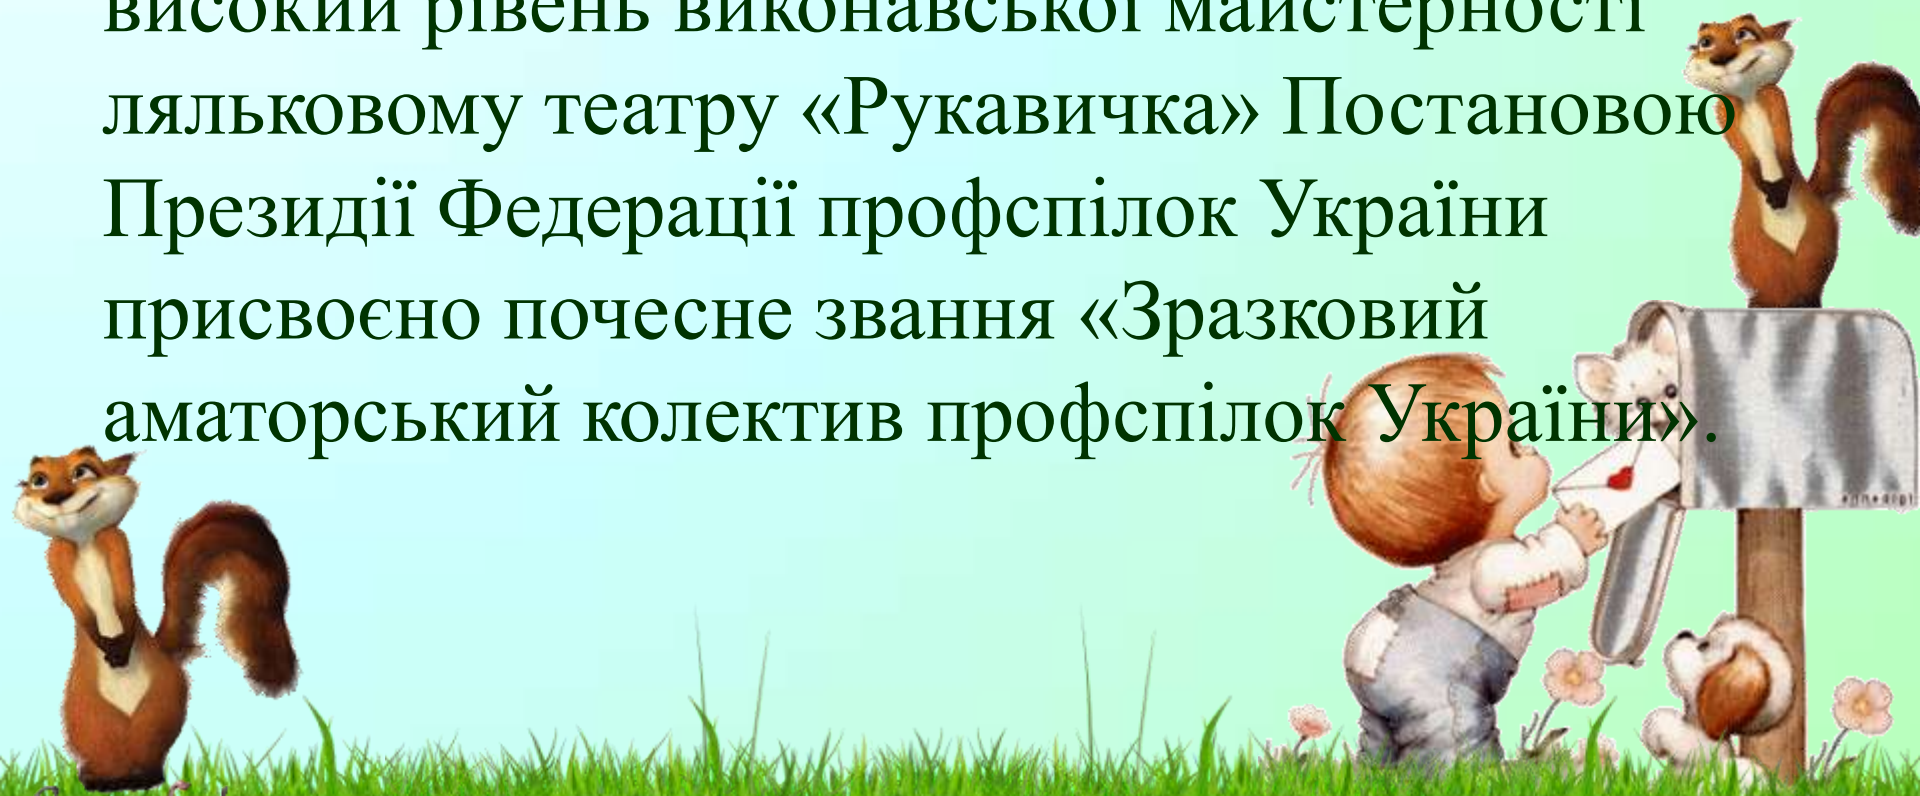 високий рівень виконавської майстерності
ляльковому театру «Рукавичка» Постановою
Президії Федерації профспілок України
присвоєно почесне звання «Зразковий
аматорський колектив профспілок України».